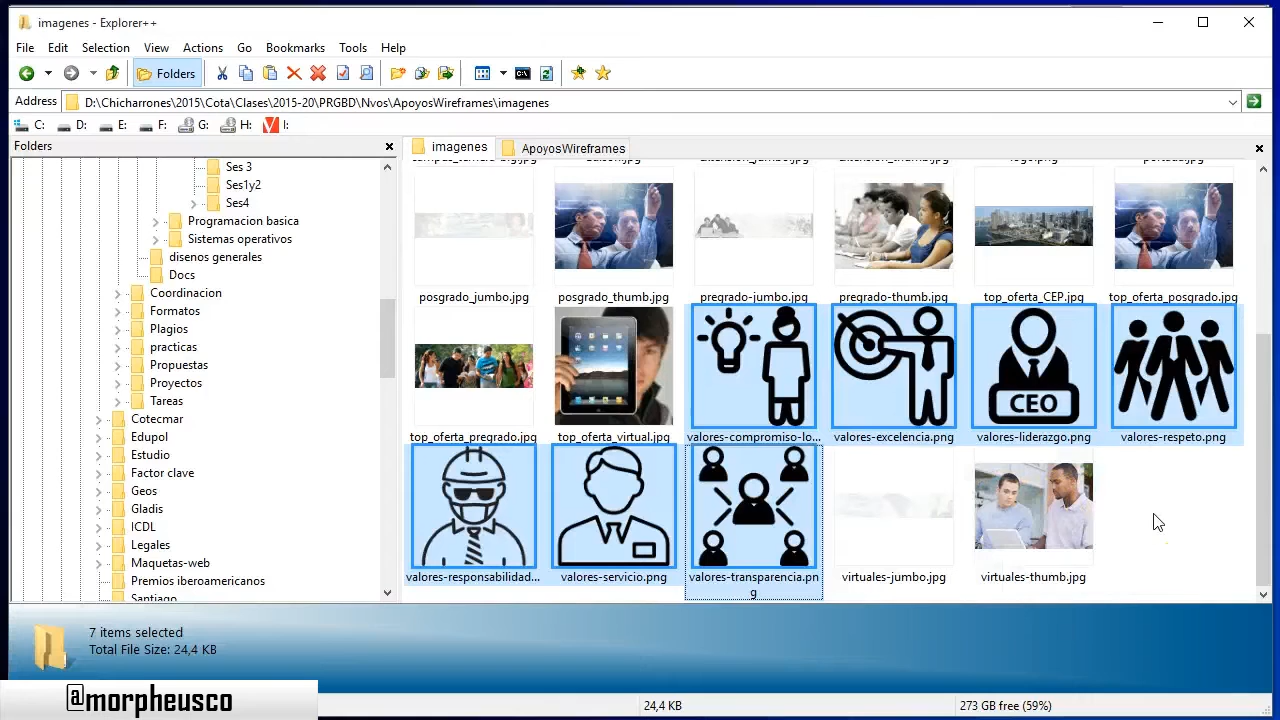 imagenes - Explorer++
File Edit Selection View Actions Go Bookmarks Tools Help
Folders
Address D:\Chicharrones\2015\Cota\Clases\2015-20\PRGBD\Nvos\ApoyosWireframes\imagenes
C: D: E: F: G: H: I:
Folders
imagenes ApoyosWireframes
Ses 3
Ses1y2
Ses4
Programacion basica
Sistemas operativos
disenos generales
Docs
Coordinacion
Formatos
Plagios
practicas
Propuestas
Proyectos
Tareas
Cotecmar
Edupol
Estudio
Factor clave
Geos
Gladis
ICDL
Legales
Maquetas-web
Premios iberoamericanos
Santiago
posgrado_jumbo.jpg posgrado_thumb.jpg pregrado-jumbo.jpg pregrado-thumb.jpg top_oferta_CEP.jpg top_oferta_posgrado.jpg
CEO
top_oferta_pregrado.jpg top_oferta_virtual.jpg valores-compromiso-lo... valores-excelencia.png valores-liderazgo.png valores-respeto.png
valores-responsabilidad... valores-servicio.png valores-transparencia.pn
g
virtuales-jumbo.jpg virtuales-thumb.jpg
7 items selected
Total File Size: 24,4 KB
@morpheusco
24,4 KB 273 GB free (59%)